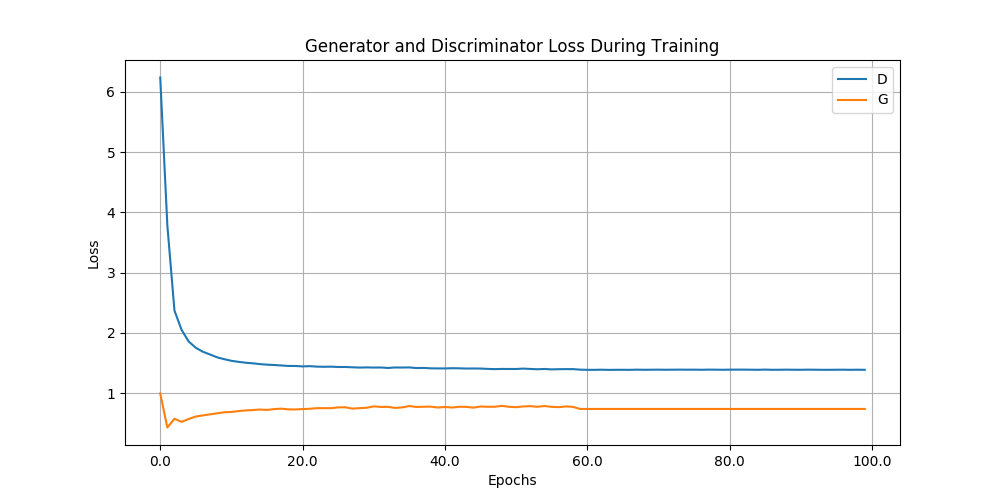 Generator and Discriminator Loss During Training
D
G
6
5
4
3
2
1
Loss
0.0 20.0 40.0 60.0 80.0 100.0
Epochs